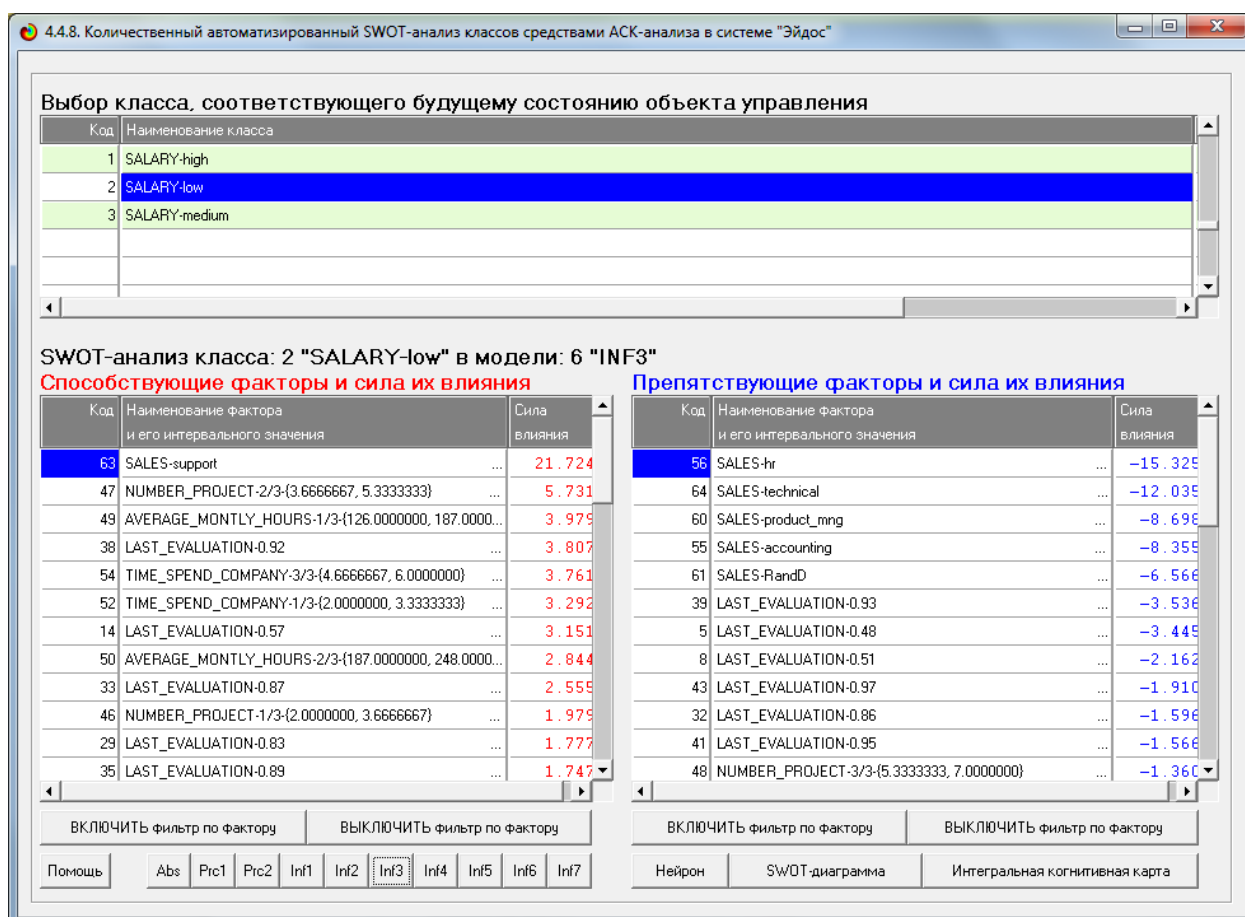 4.4.8. Количественный автоматизированный SWOT-анализ классов средствами АСК-анализа в системе "Эйдос"
Выбор класса, соответствующего будущему состоянию объекта управления
Код Наименование класса
1 SALARY-high
2 SALARY-low
3 SALARY-medium
SWOT-анализ класса: 2 "SALARY-low" в модели: 6 "INF3"
Способствующие факторы и сила их влияния
Код Наименование фактора Сила
и его интервального значения влияния
63 SALES-support ... 21.724
47 NUMBER_PROJECT-2/3-{3.6666667, 5.3333333} ... 5.731
49 AVERAGE_MONTLY_HOURS-1/3-{126.0000000, 187.0000... 3.979
38 LAST_EVALUATION-0.92 ... 3.807
54 TIME_SPEND_COMPANY-3/3-{4.6666667, 6.0000000} ... 3.761
52 TIME_SPEND_COMPANY-1/3-{2.0000000, 3.3333333} ... 3.292
14 LAST_EVALUATION-0.57 ... 3.151
50 AVERAGE_MONTLY_HOURS-2/3-{187.0000000, 248.0000... 2.844
33 LAST_EVALUATION-0.87 ... 2.555
46 NUMBER_PROJECT-1/3-{2.0000000, 3.6666667} ... 1.979
29 LAST_EVALUATION-0.83 ... 1.777
35 LAST_EVALUATION-0.89 ... 1.747
ВКЛЮЧИТЬ фильтр по фактору ВЫКЛЮЧИТЬ фильтр по фактору
Помощь Abs Prc1 Prc2 Inf1 Inf2 Inf3 Inf4 Inf5 Inf6 Inf7
Препятствующие факторы и сила их влияния
Код Наименование фактора Сила
и его интервального значения влияния
56 SALES-hr ... -15.325
64 SALES-technical ... -12.035
60 SALES-product_mng ... -8.698
55 SALES-accounting ... -8.355
61 SALES-RandD ... -6.566
39 LAST_EVALUATION-0.93 ... -3.536
5 LAST_EVALUATION-0.48 ... -3.445
8 LAST_EVALUATION-0.51 ... -2.162
43 LAST_EVALUATION-0.97 ... -1.910
32 LAST_EVALUATION-0.86 ... -1.596
41 LAST_EVALUATION-0.95 ... -1.566
48 NUMBER_PROJECT-3/3-{5.3333333, 7.0000000} ... -1.360
ВКЛЮЧИТЬ фильтр по фактору ВЫКЛЮЧИТЬ фильтр по фактору
Нейрон SWOT-диаграмма Интегральная когнитивная карта